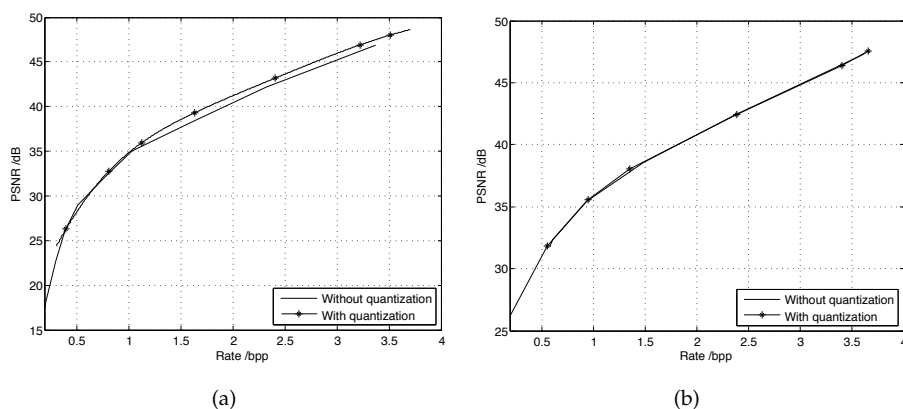 50
45
40
35
30
25
20
15
PSNR /dB
0.5 1 1.5 2 2.5 3 3.5 4
Rate /bpp
Without quantization
With quantization
(a)
50
45
40
35
30
25
PSNR /dB
0.5 1 1.5 2 2.5 3 3.5 4
Rate /bpp
Without quantization
With quantization
(b)